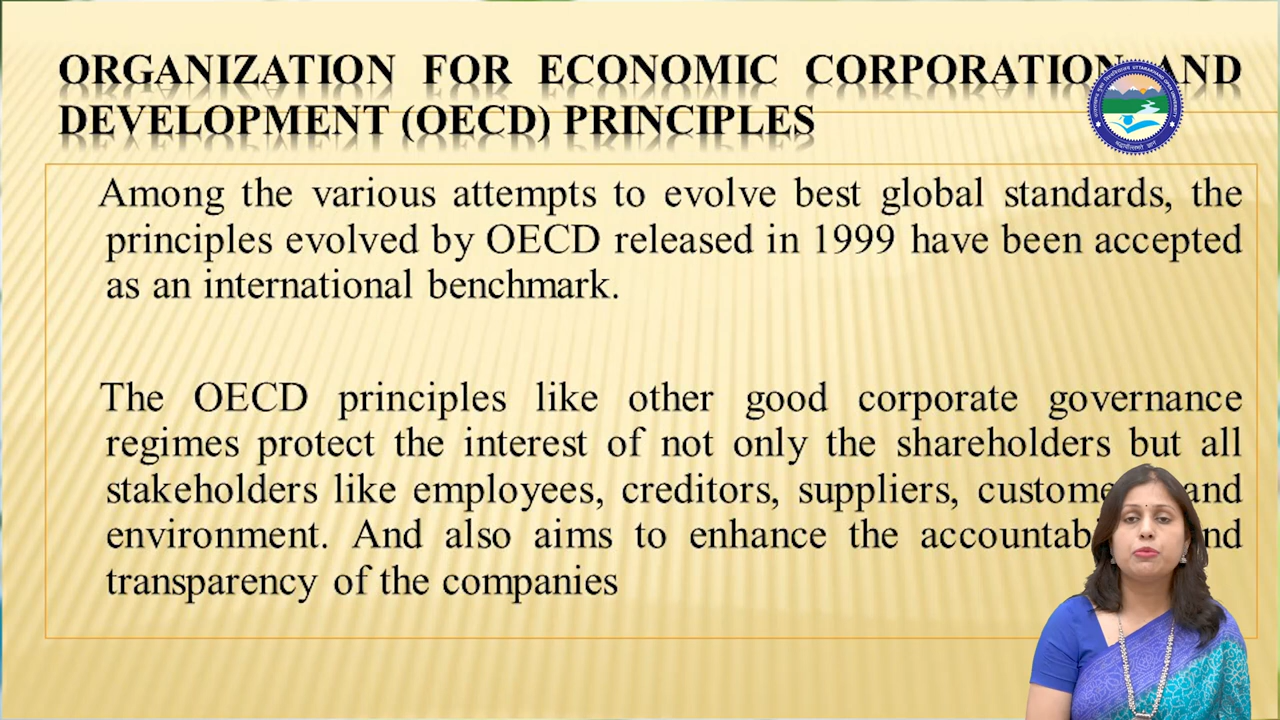 ORGANIZATION FOR ECONOMIC CORPORATION AND
DEVELOPMENT (OECD) PRINCIPLES
Among the various attempts to evolve best global standards, the
principles evolved by OECD released in 1999 have been accepted
as an international benchmark.
The OECD principles like other good corporate governance
regimes protect the interest of not only the shareholders but all
stakeholders like employees, creditors, suppliers, and
environment. And also aims to enhance the
transparency of the companies